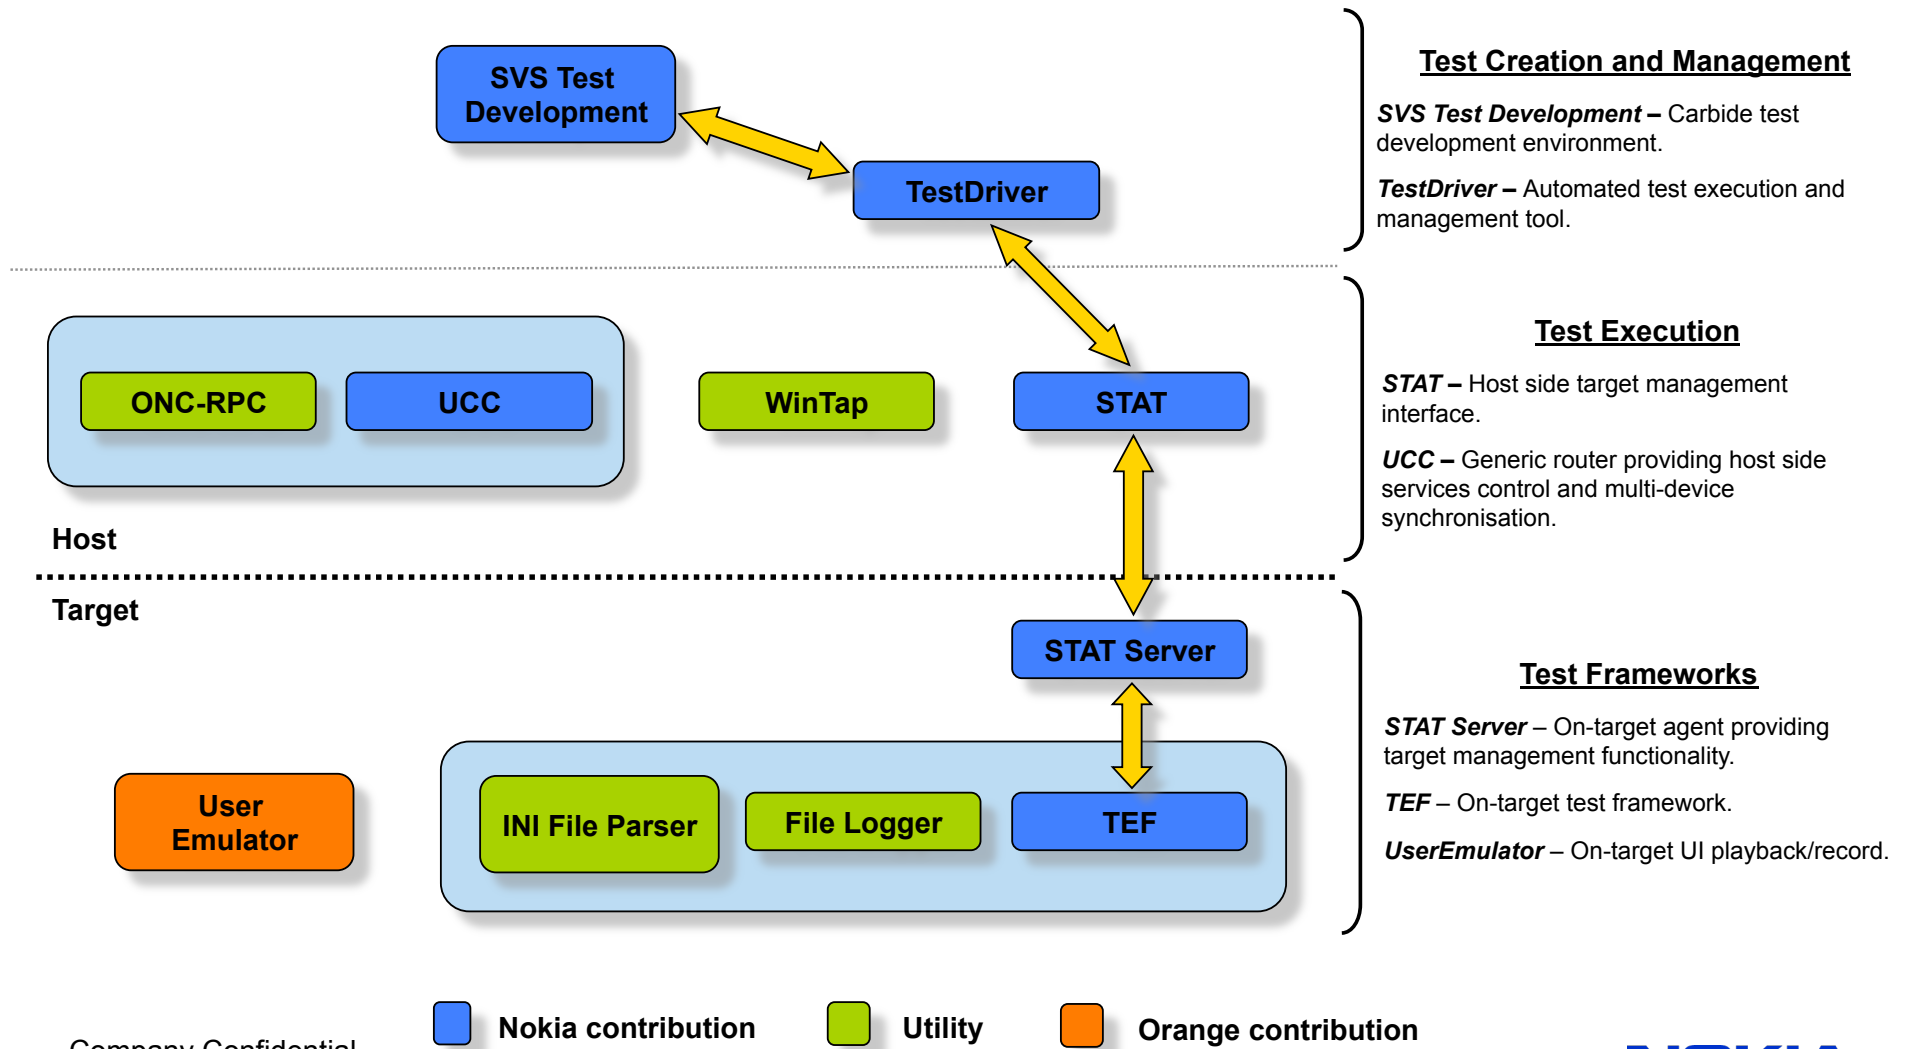 SVS Test
Development
TestDriver
Test Creation and Management
SVS Test Development – Carbide test
development environment.
TestDriver – Automated test execution and
management tool.
ONC-RPC
UCC
WinTap
STAT
Host
Test Execution
STAT – Host side target management
interface.
UCC – Generic router providing host side
services control and multi-device
synchronisation.
Target
STAT Server
User
Emulator
INI File Parser
File Logger
TEF
Test Frameworks
STAT Server – On-target agent providing
target management functionality.
TEF – On-target test framework.
UserEmulator – On-target UI playback/record.
Company Confidential
Nokia contribution
Utility
Orange contribution
NOKIA